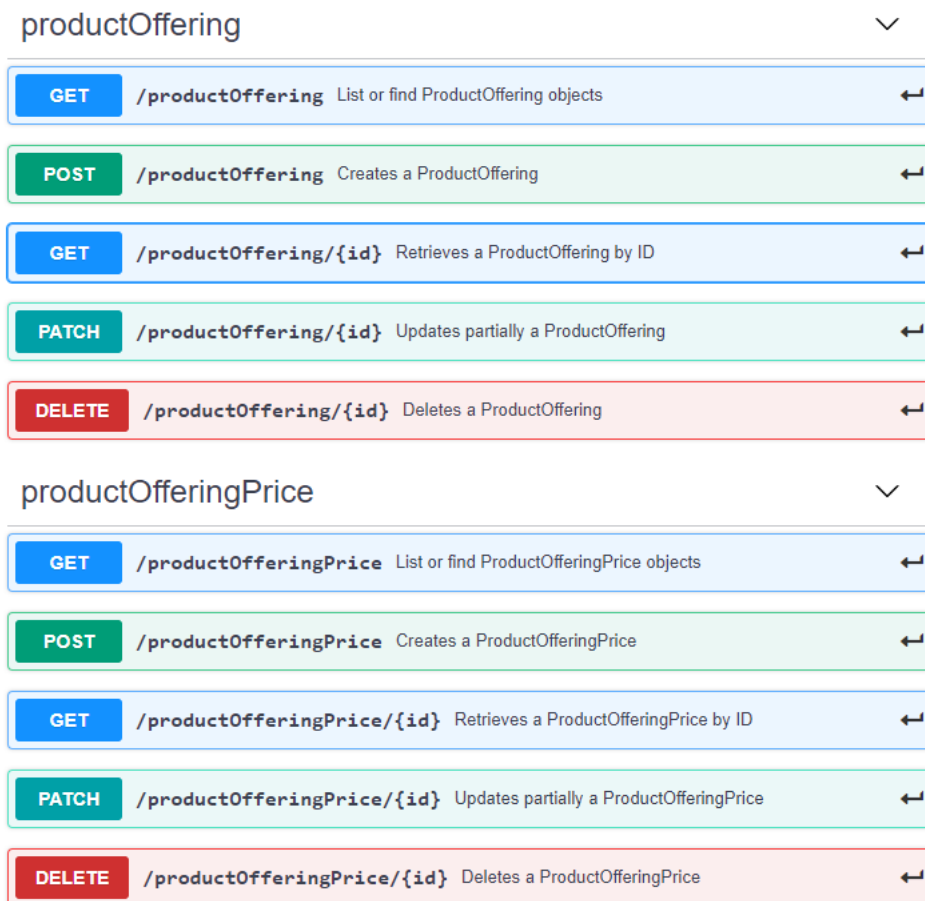 productOffering
GET /productOffering List or find ProductOffering objects
POST /productOffering Creates a ProductOffering
GET /productOffering/{id} Retrieves a ProductOffering by ID
PATCH /productOffering/{id} Updates partially a ProductOffering
DELETE /productOffering/{id} Deletes a ProductOffering
productOfferingPrice
GET /productOfferingPrice List or find ProductOfferingPrice objects
POST /productOfferingPrice Creates a ProductOfferingPrice
GET /productOfferingPrice/{id} Retrieves a ProductOfferingPrice by ID
PATCH /productOfferingPrice/{id} Updates partially a ProductOfferingPrice
DELETE /productOfferingPrice/{id} Deletes a ProductOfferingPrice